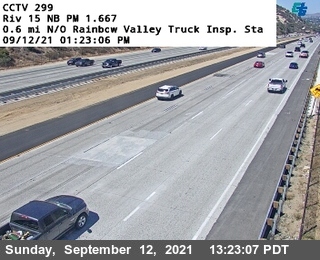 CCTV 299
Riv 15 NB PM 1.667
0.6 mi N/O Rainbcw Valley Truck Insp. Sta
09/12/21 01:23:06 PM
Sunday, September 12, 2021 13:23:07 PDT